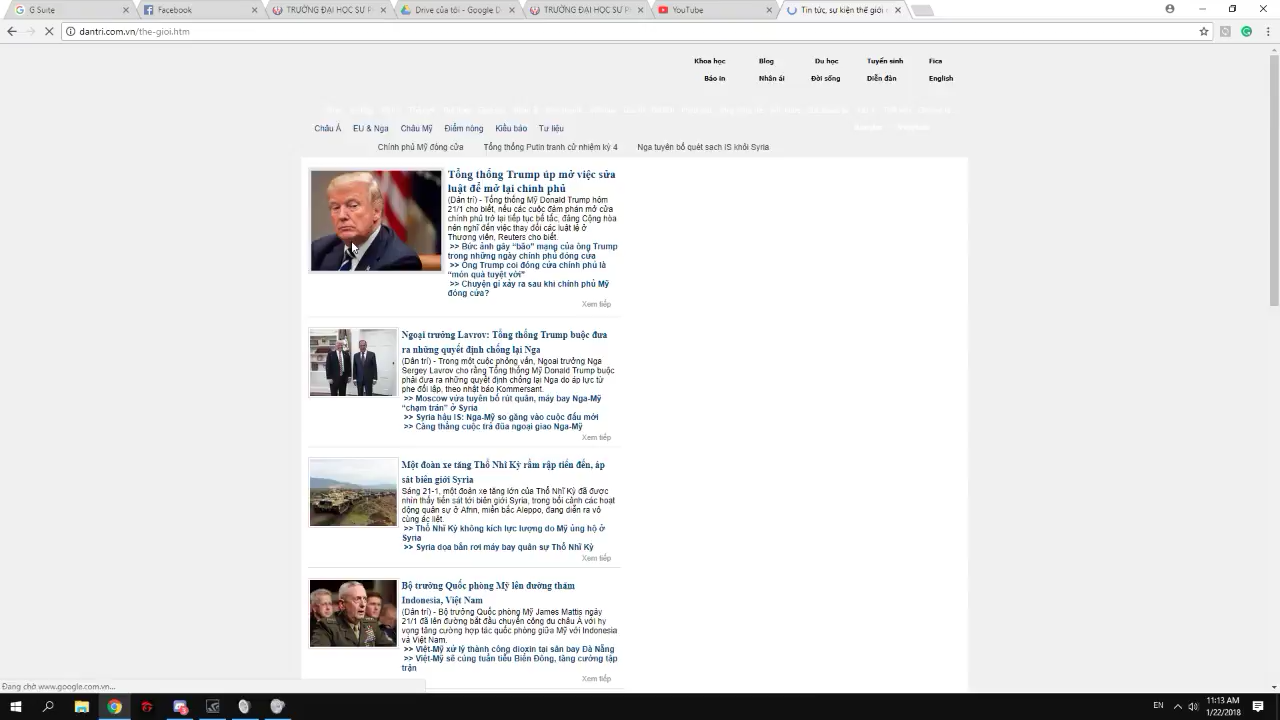 G Suite
Facebook
TRƯỜNG ĐẠI HỌC SƯ P
Drive của tôi - Google D
TRƯỜNG ĐẠI HỌC SƯ P
YouTube
Tin tức, sự kiện thế giới
dantri.com.vn/the-gioi.htm
Khoa học Blog Du học Tuyển sinh Fica
Báo in Nhân ái Đời sống Diễn đàn English
Châu Á EU & Nga Châu Mỹ Điểm nóng Kiều bào Tư liệu
Chính phủ Mỹ đóng cửa Tổng thống Putin tranh cử nhiệm kỳ 4 Nga tuyên bố quét sạch IS khỏi Syria
Tổng thống Trump úp mở việc sửa
luật để mở lại chính phủ
(Dân trí) - Tổng thống Mỹ Donald Trump hôm
21/1 cho biết, nếu các cuộc đàm phán mở cửa
chính phủ trở lại tiếp tục bế tắc, đảng Cộng hòa
nên nghĩ đến việc thay đổi các luật lệ ở
Thượng viện, Reuters cho biết.
>> Bức ảnh gây “bão” mạng của ông Trump
trong những ngày chính phủ đóng cửa
>> Ông Trump coi đóng cửa chính phủ là
“món quà tuyệt vời”
>> Chuyện gì xảy ra sau khi chính phủ Mỹ
đóng cửa?
Xem tiếp
Ngoại trưởng Lavrov: Tổng thống Trump buộc đưa
ra những quyết định chống lại Nga
(Dân trí) - Trong một cuộc phỏng vấn, Ngoại trưởng Nga
Sergey Lavrov cho rằng Tổng thống Mỹ Donald Trump buộc
phải đưa ra những quyết định chống lại Nga do áp lực từ
phe đối lập, theo nhật báo Kommersant.
>> Moscow vừa tuyên bố rút quân, máy bay Nga-Mỹ
“chạm trán” ở Syria
>> Syria hậu IS: Nga-Mỹ so găng vào cuộc đấu mới
>> Căng thẳng cuộc trả đũa ngoại giao Nga-Mỹ
Xem tiếp
Một đoàn xe tăng Thổ Nhĩ Kỳ rầm rập tiến đến, áp
sát biên giới Syria
Sáng 21-1, một đoàn xe tăng lớn của Thổ Nhĩ Kỳ đã được
nhìn thấy tiến sát tới biên giới Syria, trong bối cảnh các hoạt
động quân sự ở Afrin, miền bắc Aleppo, đang diễn ra vô
cùng ác liệt.
>> Thổ Nhĩ Kỳ không kích lực lượng do Mỹ ủng hộ ở
Syria
>> Syria dọa bắn rơi máy bay quân sự Thổ Nhĩ Kỳ
Xem tiếp
Bộ trưởng Quốc phòng Mỹ lên đường thăm
Indonesia, Việt Nam
(Dân trí) - Bộ trưởng Quốc phòng Mỹ James Mattis ngày
21/1 đã lên đường bắt đầu chuyến công du châu Á với hy
vọng tăng cường hợp tác quốc phòng giữa Mỹ với Indonesia
và Việt Nam.
>> Việt-Mỹ xử lý thành công dioxin tại sân bay Đà Nẵng
>> Việt-Mỹ sẽ cùng tuần tiễu Biển Đông, tăng cường tập
trận
Xem tiếp
Đang chờ www.google.com.vn...
EN
11:13 AM
1/22/2018